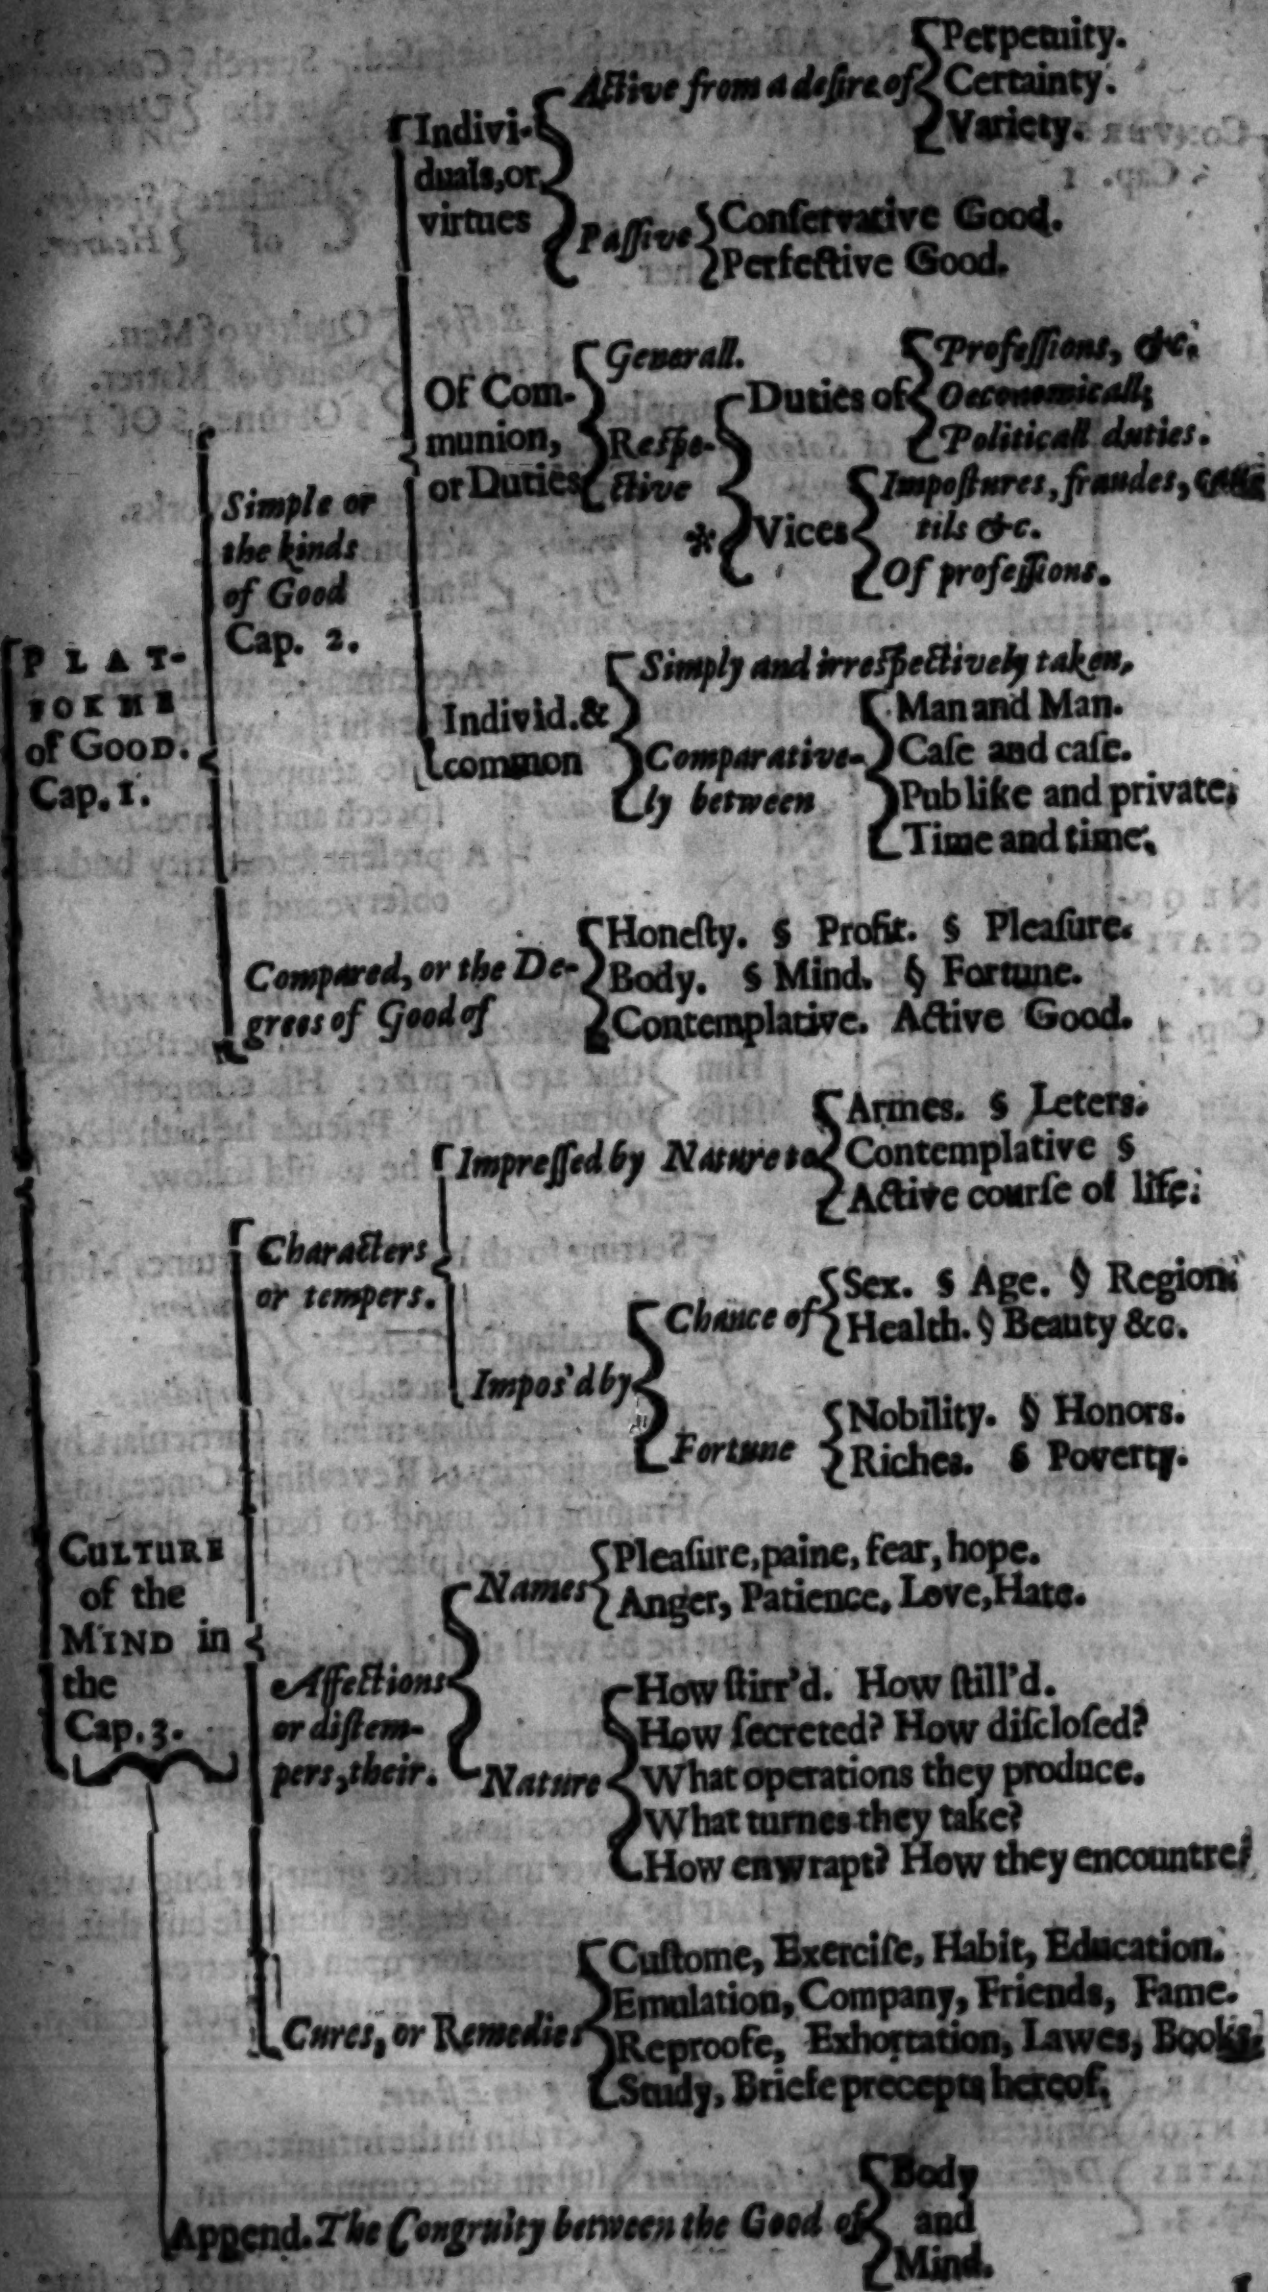 Perpetuity.
Active from a desire of Certainty.
Variety.
Indivi-
duals, or
virtues
Passive Conservative Good.
Perfective Good.
Generall.
Of Com-
munion,
or Duties
Respe-
ctive
Duties of Professions, &c.
Oeconomicall;
Politicall duties.
* Vices Impostures, fraudes, cau-
tils &c.
Of professions.
Simple or
the kinds
of Good
Cap. 2.
Simply and irrespectively taken,
Individ. &
common
Comparative-
ly between
Man and Man.
Case and case.
Publike and private;
Time and time.
PLAT-
FORME
of GOOD.
Cap. 1.
Compared, or the De-
grees of Good of
Honesty. § Profit. § Pleasure.
Body. § Mind. § Fortune.
Contemplative. Active Good.
Characters
or tempers.
Impressed by Nature to Armes. § Leters.
Contemplative §
Active course of life.
Impos'd by
Chance of Sex. § Age. § Region.
Health. § Beauty &c.
Fortune Nobility. § Honors.
Riches. § Poverty.
CULTURE
of the
MIND in
the
Cap. 3.
Affections
or distem-
pers, their.
Names Pleasure, paine, fear, hope.
Anger, Patience, Love, Hate.
Nature How stirr'd. How still'd.
How secreted? How disclosed?
What operations they produce.
What turnes they take?
How enwrapt? How they encountre?
Cures, or Remedies Custome, Exercise, Habit, Education.
Emulation, Company, Friends, Fame.
Reproofe, Exhortation, Lawes, Books.
Study, Briefe precepts hereof.
Append. The Congruity between the Good of Body
and
Mind.